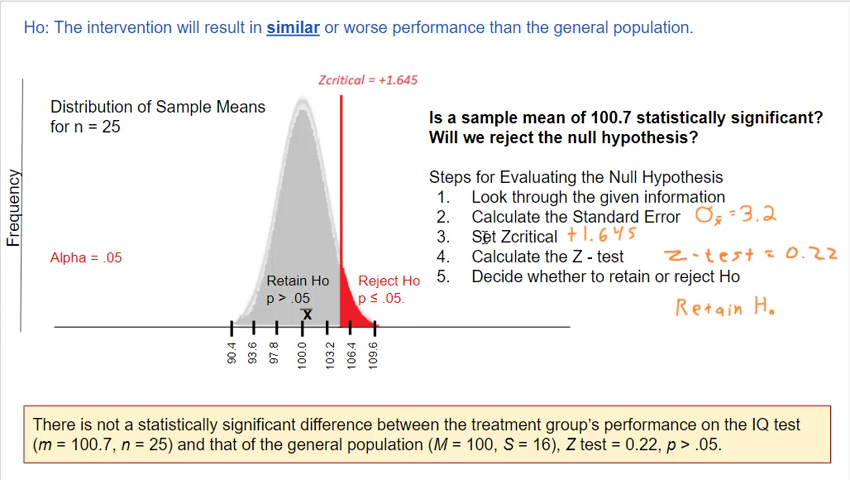 Ho: The intervention will result in similar or worse performance than the general population.
Zcritical = +1.645
Distribution of Sample Means
for n = 25
Frequency
Alpha = .05
Retain Ho
p > .05
Reject Ho
p ≤ .05.
X̅
90.4
93.6
97.8
100.0
103.2
106.4
109.6
Is a sample mean of 100.7 statistically significant?
Will we reject the null hypothesis?
Steps for Evaluating the Null Hypothesis
1. Look through the given information
2. Calculate the Standard Error σx̅ = 3.2
3. Set Zcritical +1.645
4. Calculate the Z - test Z-test = 0.22
5. Decide whether to retain or reject Ho
Retain Ho
There is not a statistically significant difference between the treatment group's performance on the IQ test
(m = 100.7, n = 25) and that of the general population (M = 100, S = 16), Z test = 0.22, p > .05.